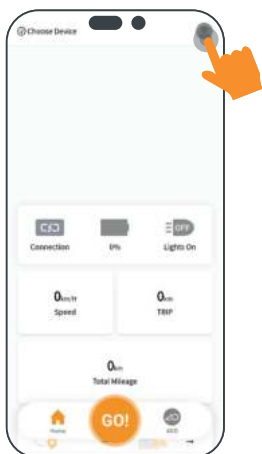 Choose Device
OFF
Connection
0%
Lights On
0km/H
Speed
0km
TRIP
0km
Total Mileage
Home
GO!